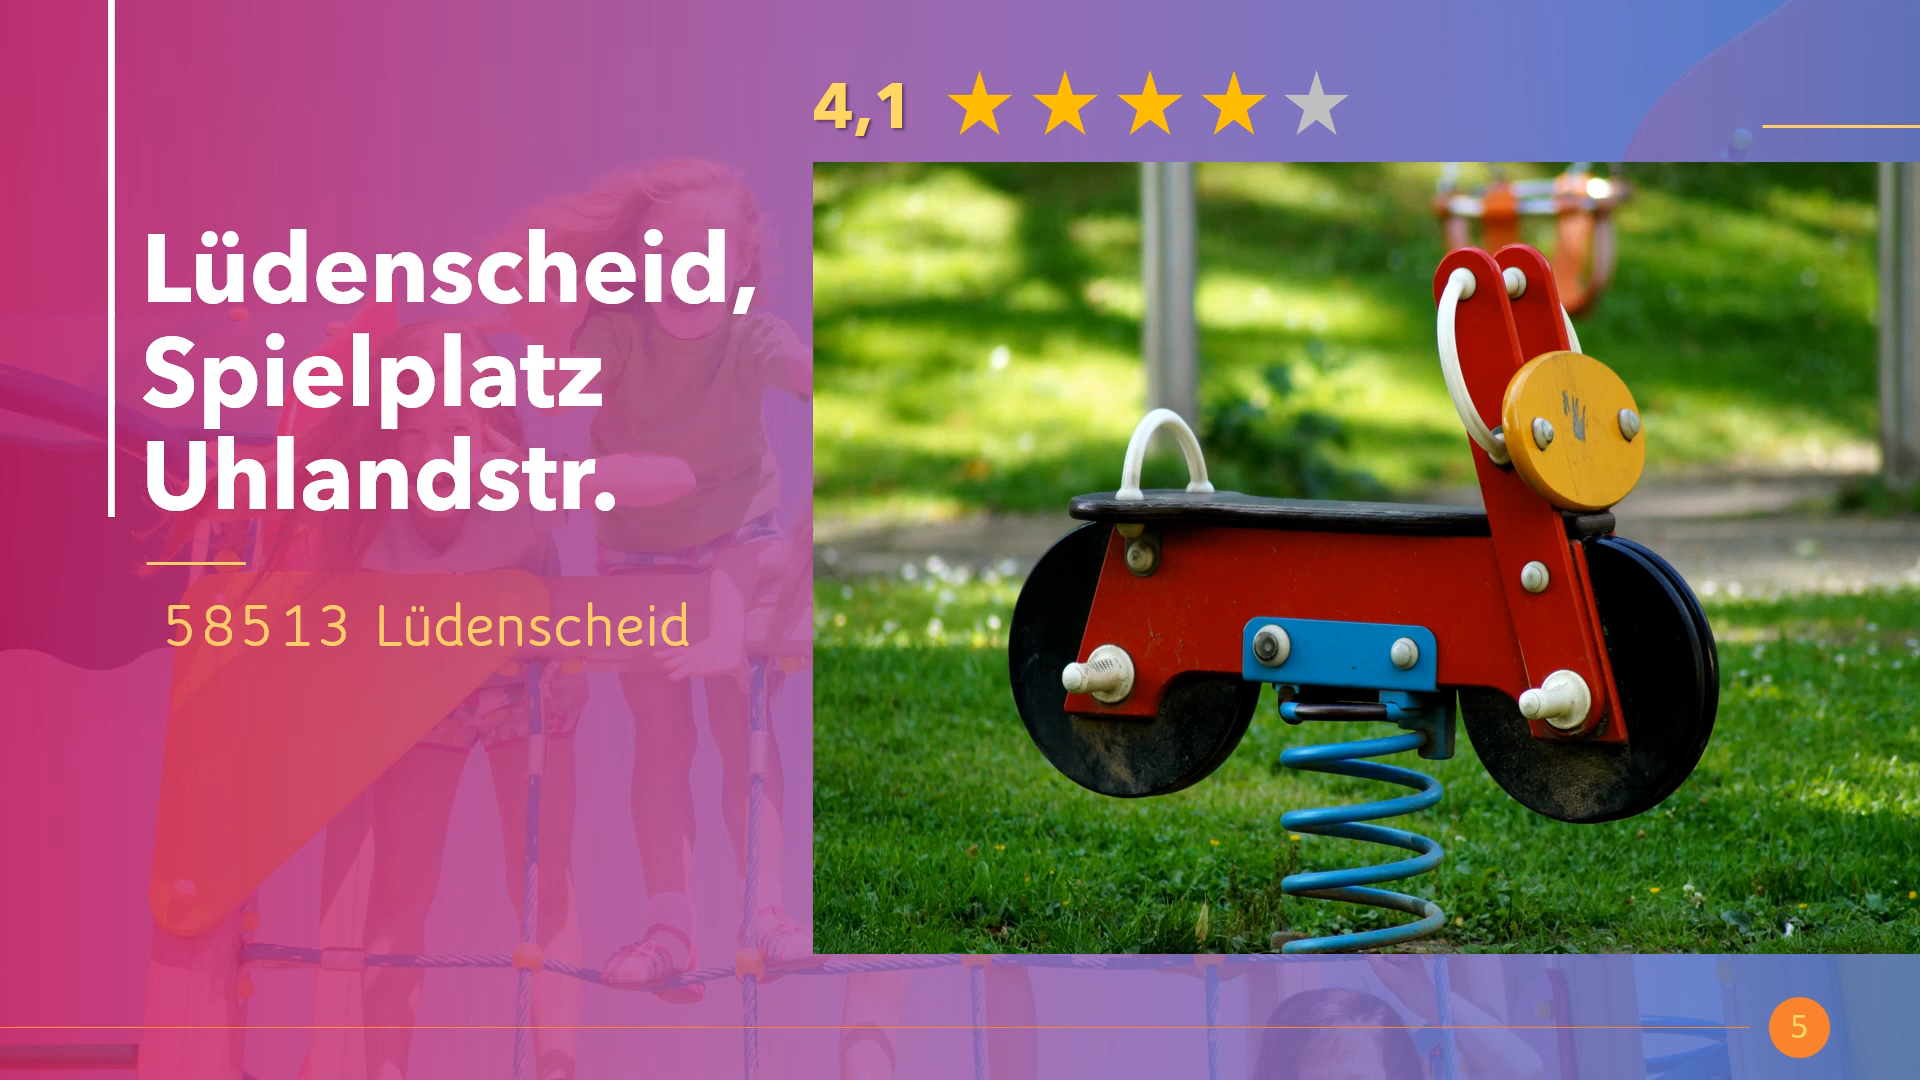 4,1
Lüdenscheid,
Spielplatz
Uhlandstr.
58513 Lüdenscheid
5